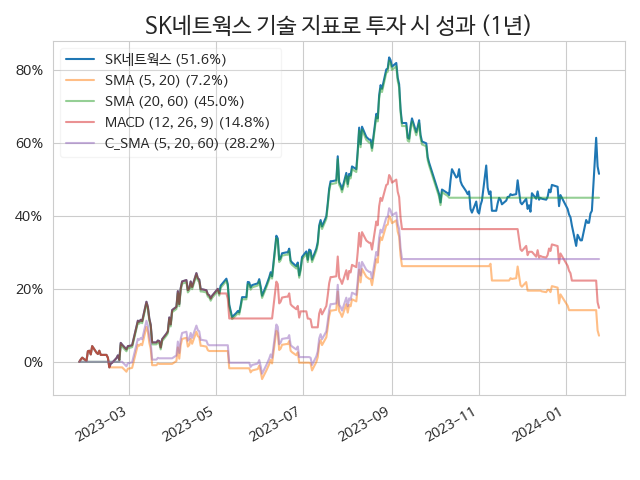 SK네트웍스 기술 지표로 투자 시 성과 (1년)
SK네트웍스 (51.6%)
SMA (5, 20) (7.2%)
SMA (20, 60) (45.0%)
MACD (12, 26, 9) (14.8%)
C_SMA (5, 20, 60) (28.2%)
80%
60%
40%
20%
0%
2023-03
2023-05
2023-07
2023-09
2023-11
2024-01